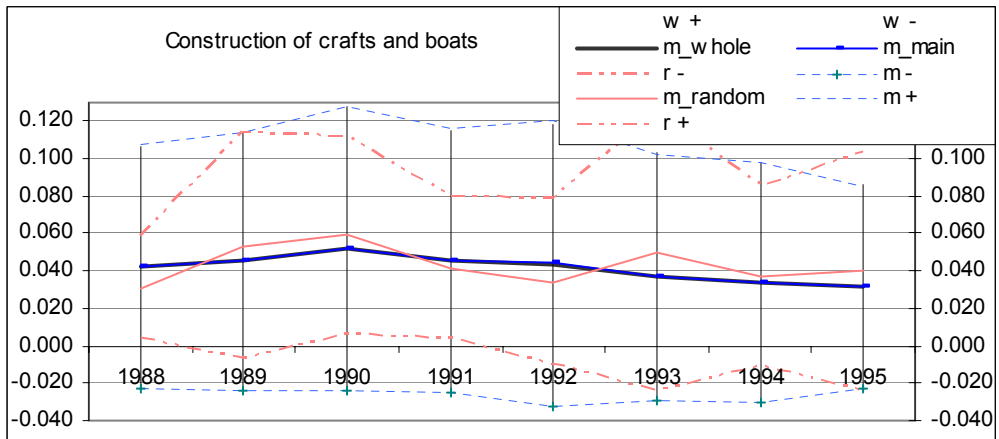 Construction of crafts and boats
w + w -
m_whole m_main
r - m -
m_random m +
r +
0.120
0.100 0.100
0.080 0.080
0.060 0.060
0.040 0.040
0.020 0.020
0.000 0.000
1988 1989 1990 1991 1992 1993 1994 1995
-0.020 -0.020
-0.040 -0.040